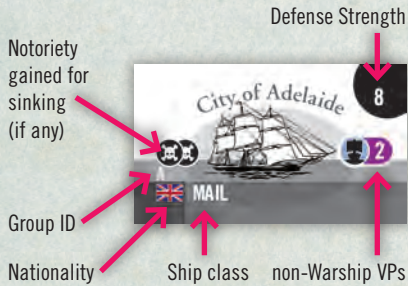 Defense Strength
Notoriety
gained for
sinking
(if any)
City of Adelaide
8
2
A
MAIL
Group ID
Nationality
Ship class
non-Warship VPs